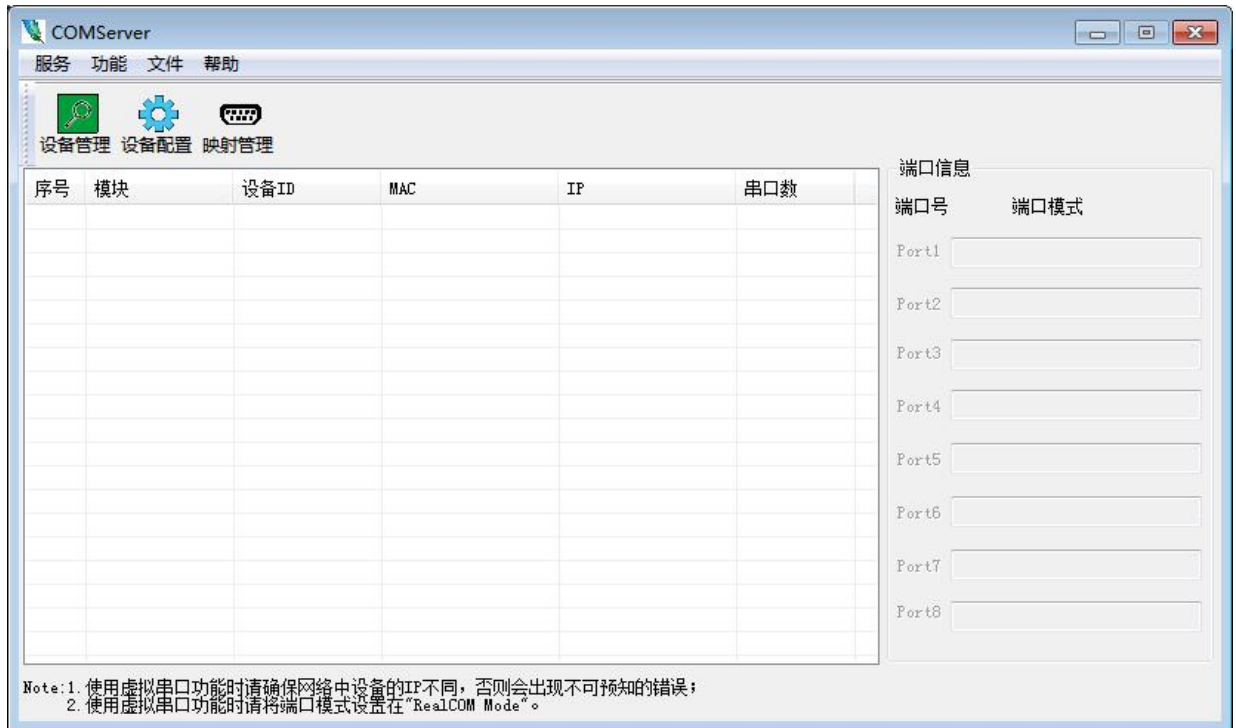 COMServer
服务 功能 文件 帮助
设备管理 设备配置 映射管理
序号 模块 设备ID MAC IP 串口数
端口信息
端口号 端口模式
Port1
Port2
Port3
Port4
Port5
Port6
Port7
Port8
Note:1.使用虚拟串口功能时请确保网络中设备的IP不同，否则会出现不可预知的错误；
2.使用虚拟串口功能时请将端口模式设置在"RealCOM Mode"。